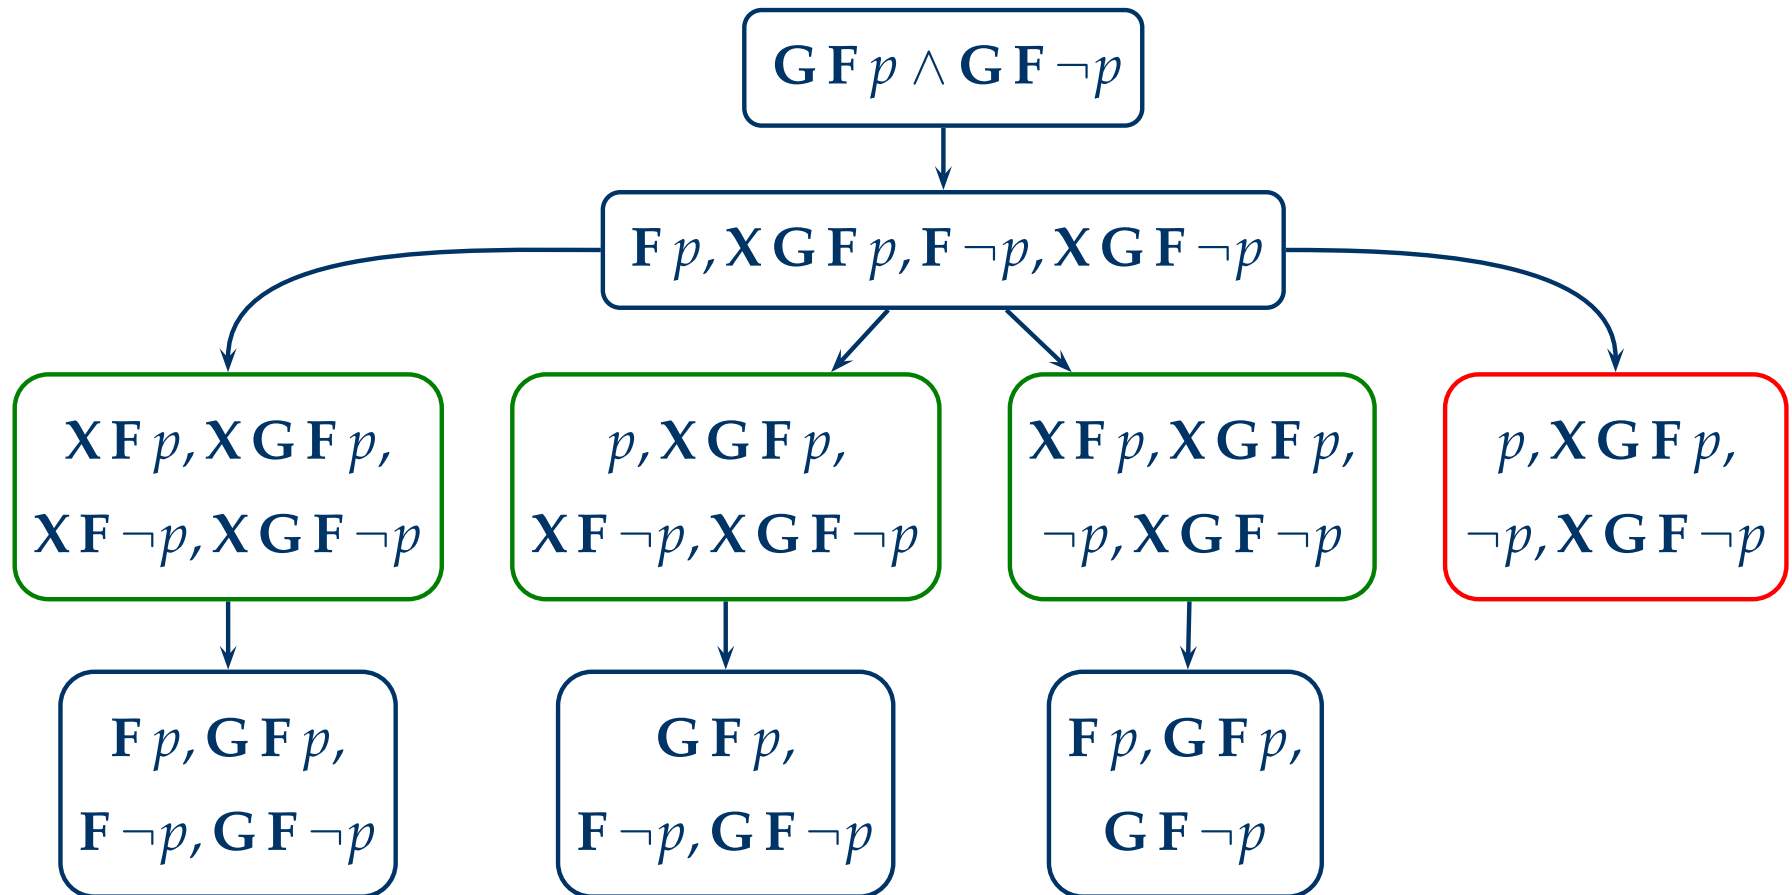 G F p ∧ G F ¬p
F p, X G F p, F ¬p, X G F ¬p
X F p, X G F p,
X F ¬p, X G F ¬p
p, X G F p,
X F ¬p, X G F ¬p
X F p, X G F p,
¬p, X G F ¬p
p, X G F p,
¬p, X G F ¬p
F p, G F p,
F ¬p, G F ¬p
G F p,
F ¬p, G F ¬p
F p, G F p,
G F ¬p